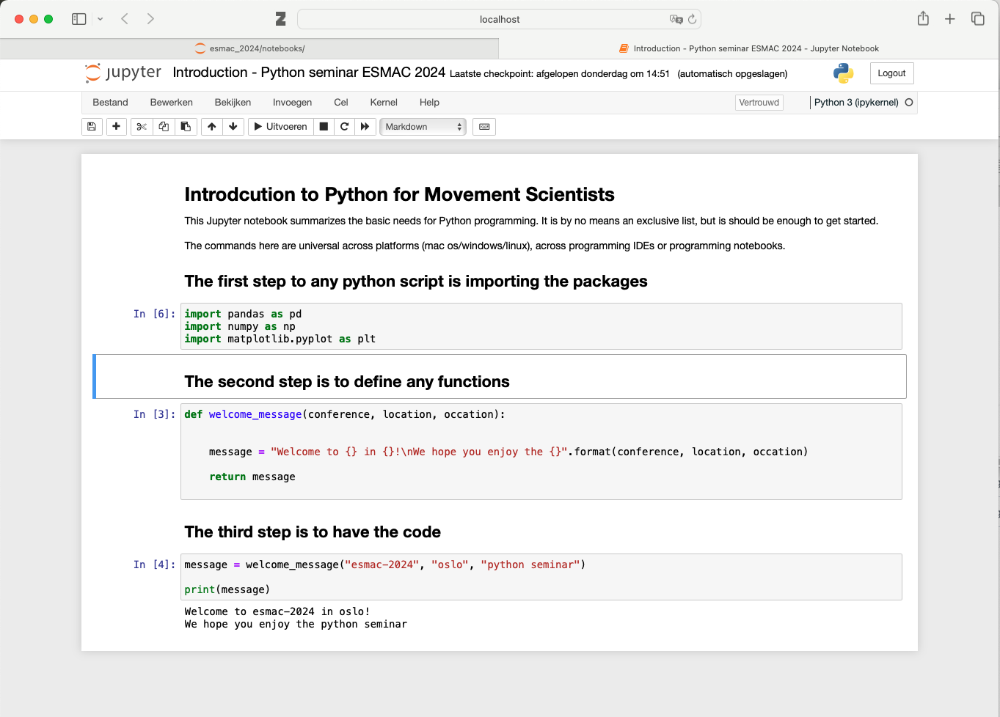 localhost
esmac_2024/notebooks/
Introduction - Python seminar ESMAC 2024 - Jupyter Notebook
jupyter Introduction - Python seminar ESMAC 2024 Laatste checkpoint: afgelopen donderdag om 14:51 (automatisch opgeslagen)
Logout
Bestand Bewerken Bekijken Invoegen Cel Kernel Help
Vertrouwd
Python 3 (ipykernel)
Uitvoeren
Markdown
Introdcution to Python for Movement Scientists
This Jupyter notebook summarizes the basic needs for Python programming. It is by no means an exclusive list, but is should be enough to get started.
The commands here are universal across platforms (mac os/windows/linux), across programming IDEs or programming notebooks.
The first step to any python script is importing the packages
In [6]: import pandas as pd
import numpy as np
import matplotlib.pyplot as plt
The second step is to define any functions
In [3]: def welcome_message(conference, location, occation):
message = "Welcome to {} in {}!\nWe hope you enjoy the {}".format(conference, location, occation)
return message
The third step is to have the code
In [4]: message = welcome_message("esmac-2024", "oslo", "python seminar")
print(message)
Welcome to esmac-2024 in oslo!
We hope you enjoy the python seminar